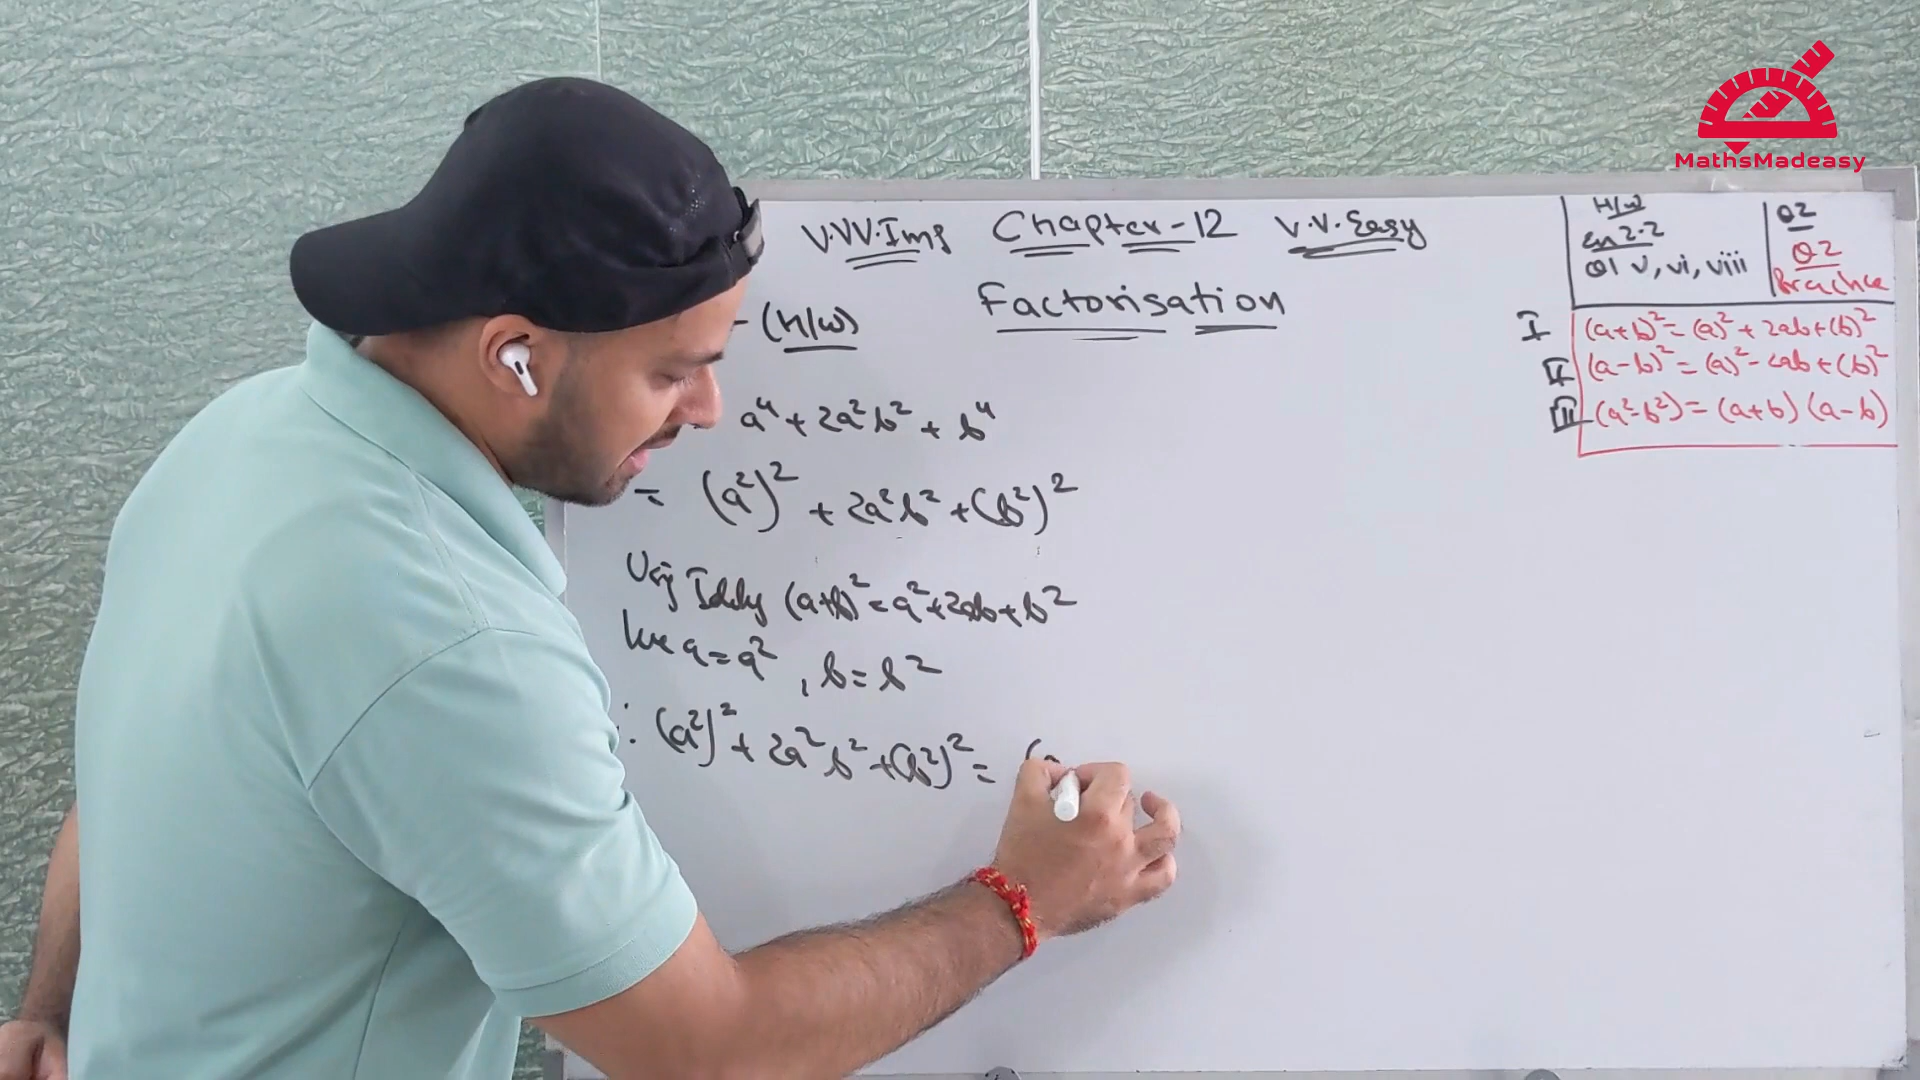 MathsMadeasy
V.VV.Imp Chapter-12 V.V.Easy
Factorisation
-(H/W)
H/W
Ex 2.2
Q1 v, vi, viii
Q2
Q2
Practice
I (a+b)² = (a)² + 2ab + (b)²
II (a-b)² = (a)² - 2ab + (b)²
III (a²-b²) = (a+b) (a-b)
a⁴ + 2a²b² + b⁴
= (a²)² + 2a²b² + (b²)²
Using Identity (a+b)² = a² + 2ab + b²
here a = a², b = b²
∴ (a²)² + 2a²b² + (b²)² = (